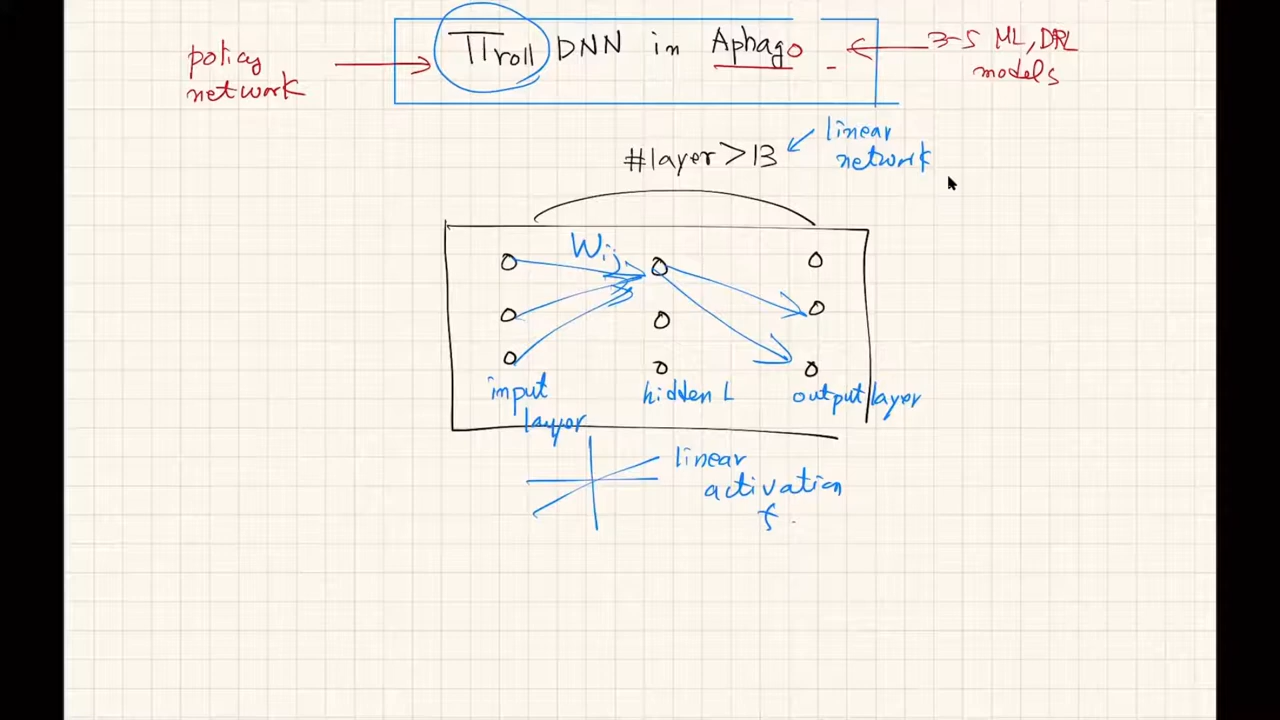 policy
network
TTroll DNN in Aphago
3-5 ML, DRL
models
#layer > 13
linear
network
Wij
input
layer
hidden L
output layer
linear
activation
f.